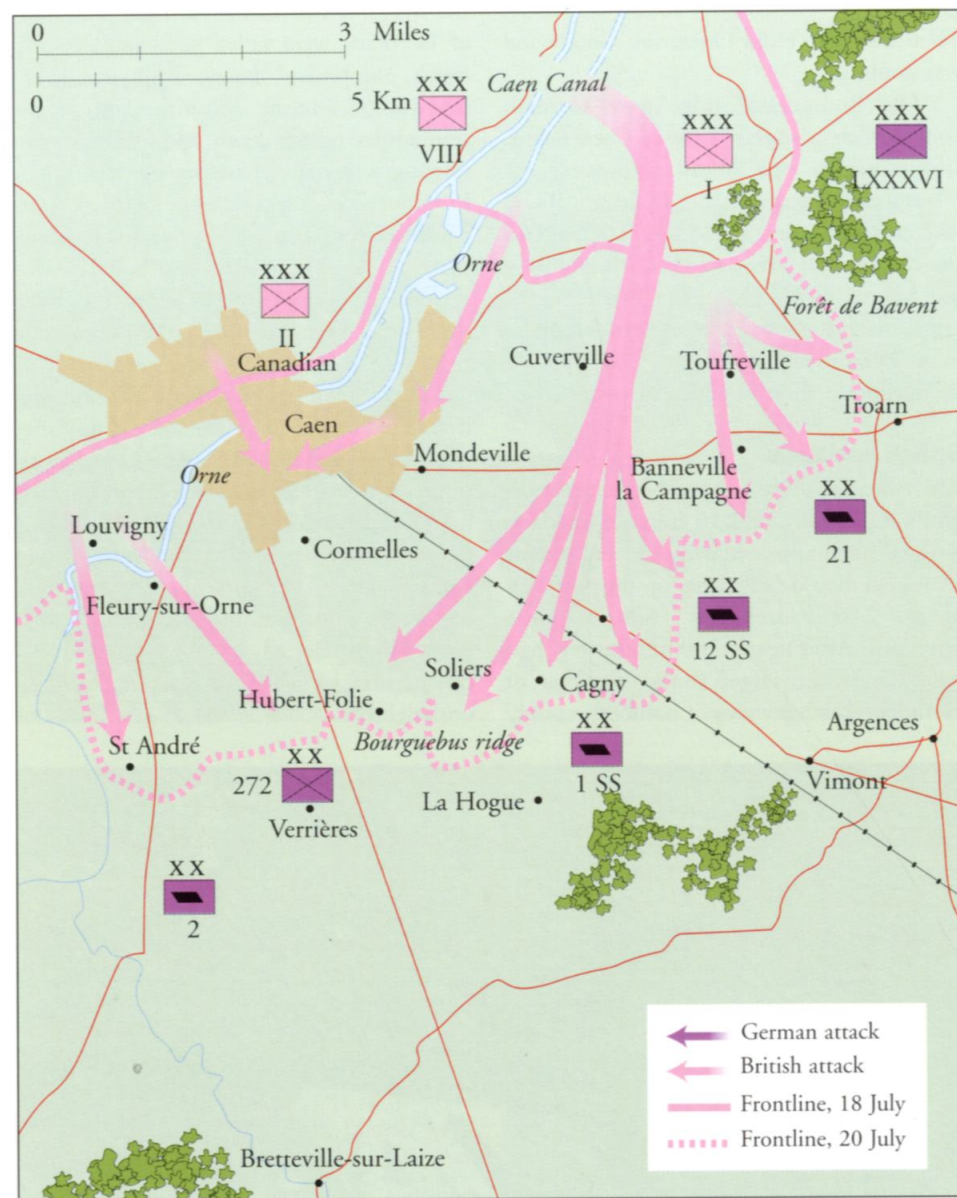 0 3 Miles
0 5 Km
XXX
VIII
Caen Canal
XXX
I
XXX
LXXXVI
Orne
Forêt de Bavent
XXX
II
Canadian
Cuverville
Toufreville
Troarn
Caen
Mondeville
Banneville
la Campagne
Orne
XX
21
Louvigny
Cormelles
Fleury-sur-Orne
XX
12 SS
Soliers
Cagny
Hubert-Folie
Bourguebus ridge
XX
1 SS
Argences
Vimont
St André
XX
272
Verrières
La Hogue
XX
2
German attack
British attack
Frontline, 18 July
Frontline, 20 July
Bretteville-sur-Laize